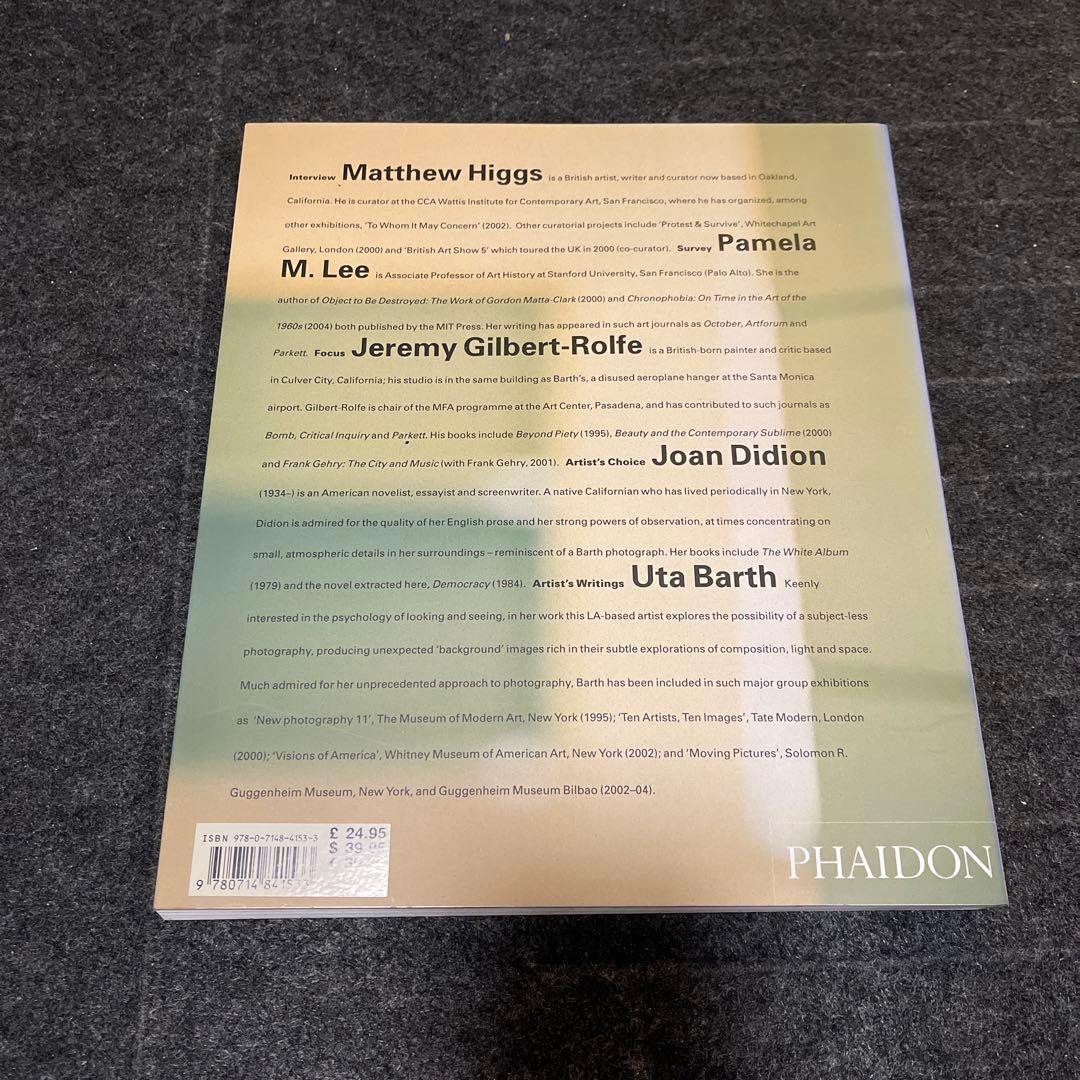 Interview Matthew Higgs is a British artist, writer and curator now based in Oakland,
California. He is curator at the CCA Wattis Institute for Contemporary Art, San Francisco, where he has organized, among
other exhibitions, ‘To Whom It May Concern’ (2002). Other curatorial projects include ‘Protest & Survive’, Whitechapel Art
Gallery, London (2000) and ‘British Art Show 5’ which toured the UK in 2000 (co-curator). Survey Pamela
M. Lee is Associate Professor of Art History at Stanford University, San Francisco (Palo Alto). She is the
author of Object to Be Destroyed: The Work of Gordon Matta-Clark (2000) and Chronophobia: On Time in the Art of the
1960s (2004) both published by the MIT Press. Her writing has appeared in such art journals as October, Artforum and
Parkett. Focus Jeremy Gilbert-Rolfe is a British-born painter and critic based
in Culver City, California; his studio is in the same building as Barth’s, a disused aeroplane hanger at the Santa Monica
airport. Gilbert-Rolfe is chair of the MFA programme at the Art Center, Pasadena, and has contributed to such journals as
Bomb, Critical Inquiry and Parkett. His books include Beyond Piety (1995), Beauty and the Contemporary Sublime (2000)
and Frank Gehry: The City and Music (with Frank Gehry, 2001). Artist’s Choice Joan Didion
(1934–) is an American novelist, essayist and screenwriter. A native Californian who has lived periodically in New York,
Didion is admired for the quality of her English prose and her strong powers of observation, at times concentrating on
small, atmospheric details in her surroundings – reminiscent of a Barth photograph. Her books include The White Album
(1979) and the novel extracted here, Democracy (1984). Artist’s Writings Uta Barth Keenly
interested in the psychology of looking and seeing, in her work this LA-based artist explores the possibility of a subject-less
photography, producing unexpected ‘background’ images rich in their subtle explorations of composition, light and space.
Much admired for her unprecedented approach to photography, Barth has been included in such major group exhibitions
as ‘New photography 11’, The Museum of Modern Art, New York (1995); ‘Ten Artists, Ten Images’, Tate Modern, London
(2000); ‘Visions of America’, Whitney Museum of American Art, New York (2002); and ‘Moving Pictures’, Solomon R.
Guggenheim Museum, New York, and Guggenheim Museum Bilbao (2002–04).
ISBN 978-0-7148-4153-3
£ 24.95
$ 39.95
PHAIDON